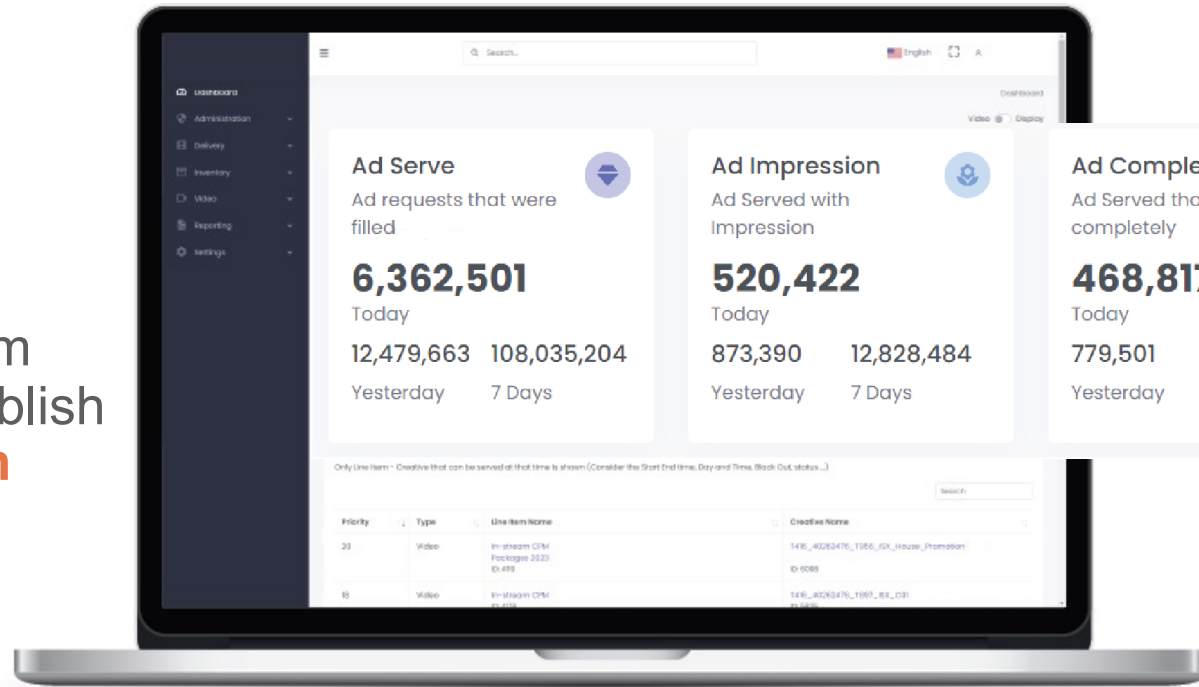 m
blish
n
Search...
English
Dashboard
Dashboard
Video Display
Administration
Delivery
Inventory
Video
Reporting
Settings
Ad Serve
Ad requests that were
filled
6,362,501
Today
12,479,663 108,035,204
Yesterday 7 Days
Ad Impression
Ad Served with
Impression
520,422
Today
873,390 12,828,484
Yesterday 7 Days
Ad Comple
Ad Served tha
completely
468,817
Today
779,501
Yesterday
Only Line Item - Creative that can be served at that time is shown (Consider the Start End time, Day and Time, Black Out, status ...)
Search
Priority Type Line Item Name Creative Name
Video In-stream CPM
Packages 2023
18 Video In-stream CPM